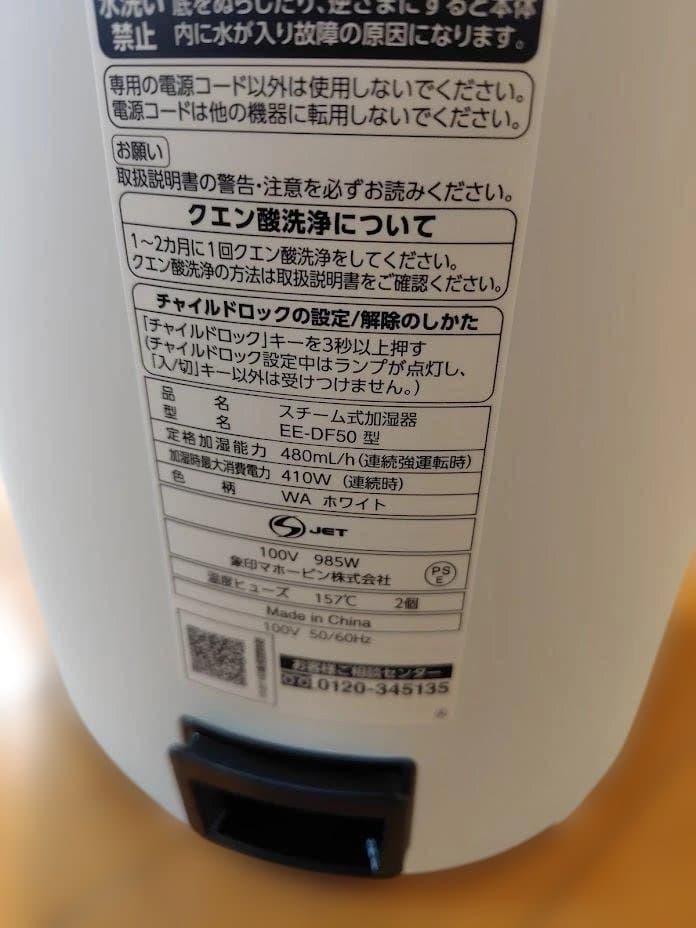 水洗い 底をぬらしたり、逆さまにすると本体
禁止 内に水が入り故障の原因になります。
専用の電源コード以外は使用しないでください。
電源コードは他の機器に転用しないでください。
お願い
取扱説明書の警告・注意を必ずお読みください。
クエン酸洗浄について
1～2カ月に1回クエン酸洗浄をしてください。
クエン酸洗浄の方法は取扱説明書をご確認ください。
チャイルドロックの設定/解除のしかた
「チャイルドロック」キーを3秒以上押す
(チャイルドロック設定中はランプが点灯し、
「入/切」キー以外は受けつけません。)
品名 スチーム式加湿器
型名 EE-DF50 型
定格加湿能力 480mL/h(連続強運転時)
加湿時最大消費電力 410W (連続時)
色柄 WA ホワイト
JET
100V 985W
象印マホービン株式会社
PS
E
温度ヒューズ 157℃ 2個
Made in China
100V 50/60Hz
お客様ご相談センター
0120-345135